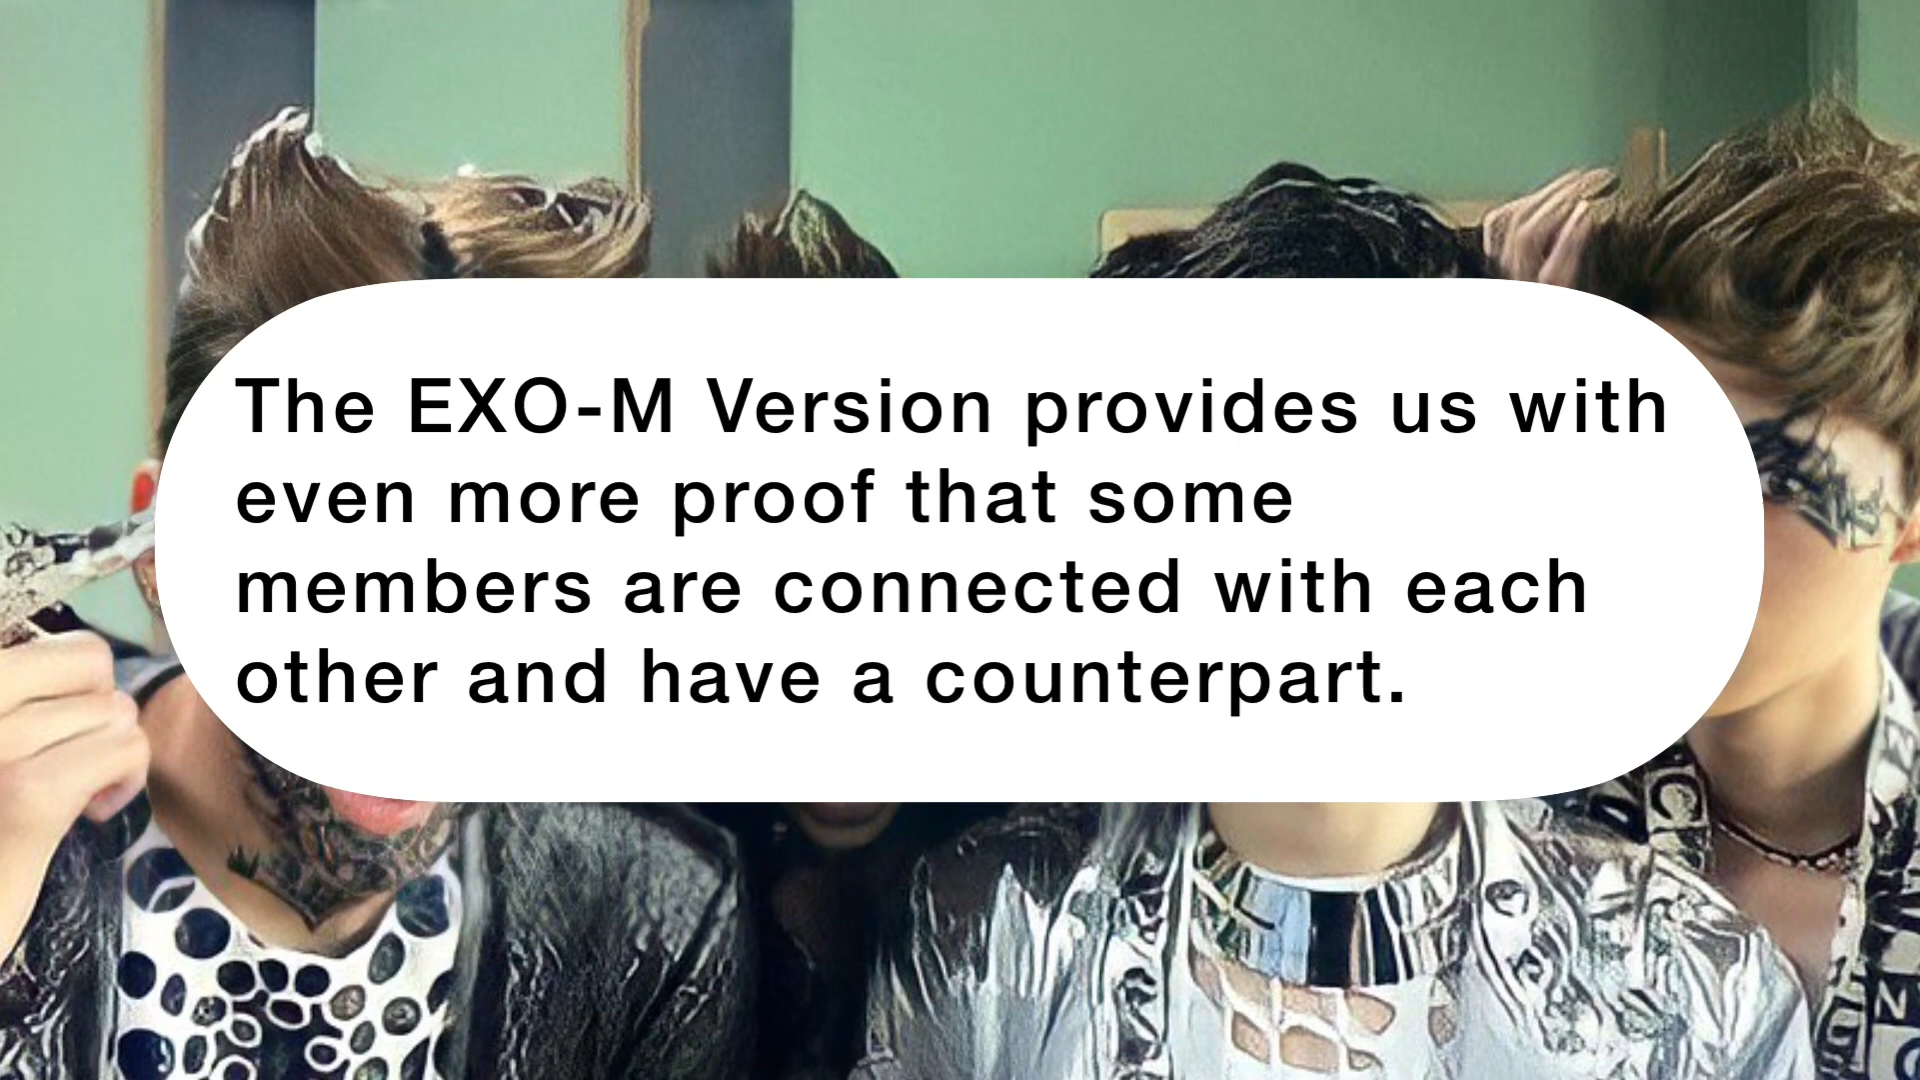 The EXO-M Version provides us with
even more proof that some
members are connected with each
other and have a counterpart.